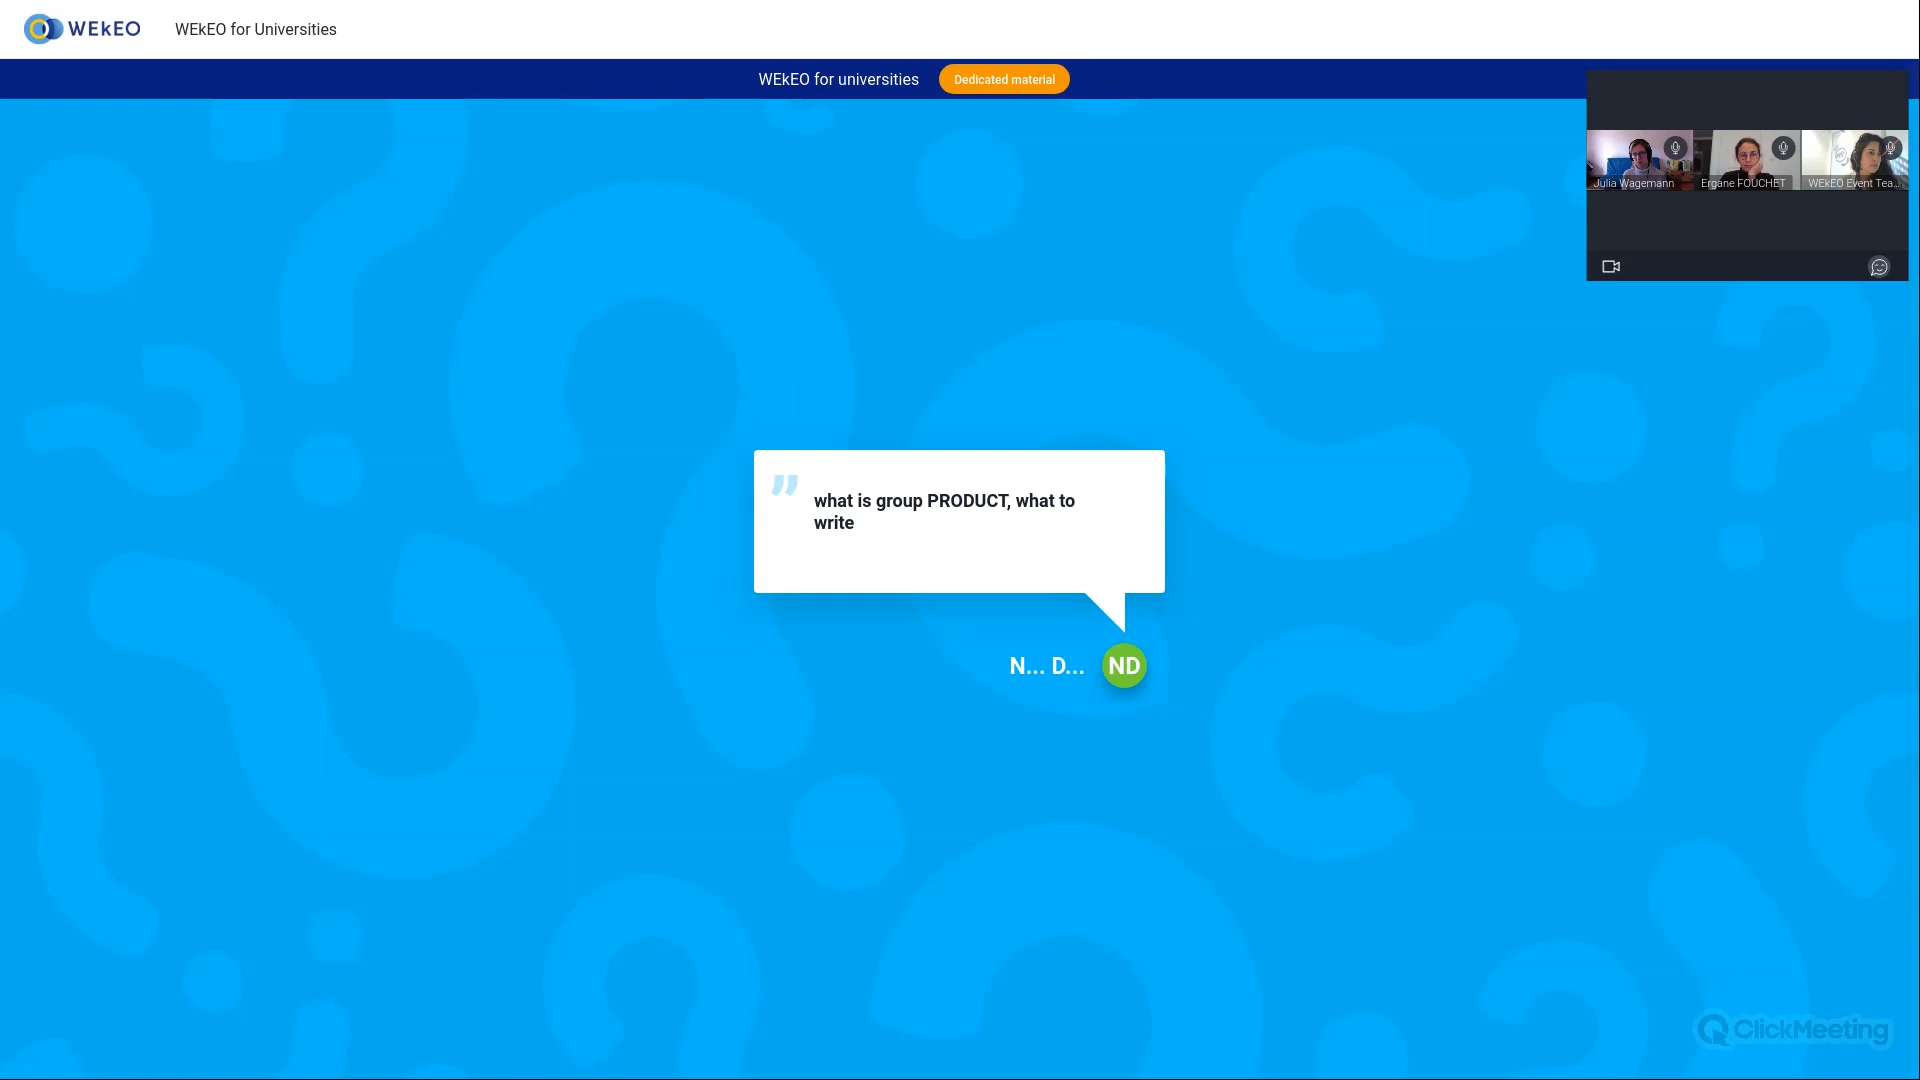 WEkEO
WEkEO for Universities
WEkEO for universities
Dedicated material
Julia Wagemann
Ergane FOUCHET
WEkEO Event Tea...
"
what is group PRODUCT, what to
write
N... D...
ND
ClickMeeting